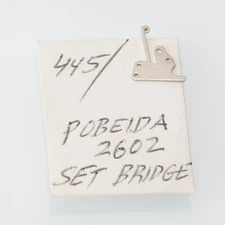 445/
POBEIDA
2602
SET BRIDGE